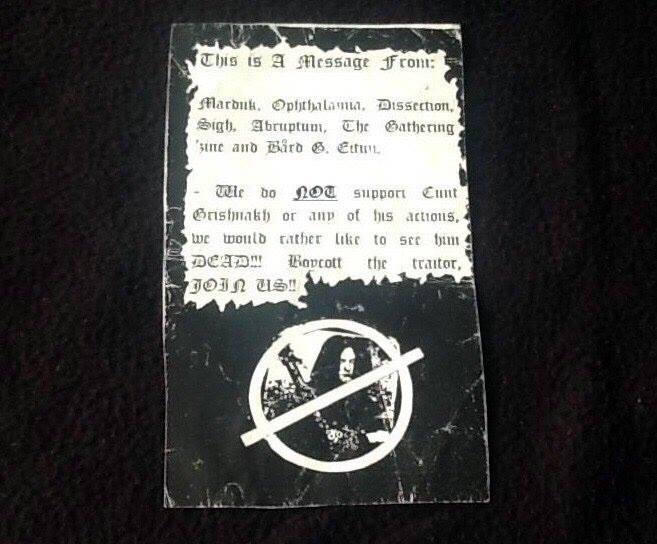 This is A Message From:
Marduk, Ophthalamia, Dissection,
Sigh, Abruptum, The Gathering
'zine and Bård G. Eithun.
- We do NOT support Cunt
Grishnakh or any of his actions,
we would rather like to see him
DEAD!!! Boycott the traitor,
JOIN US!!